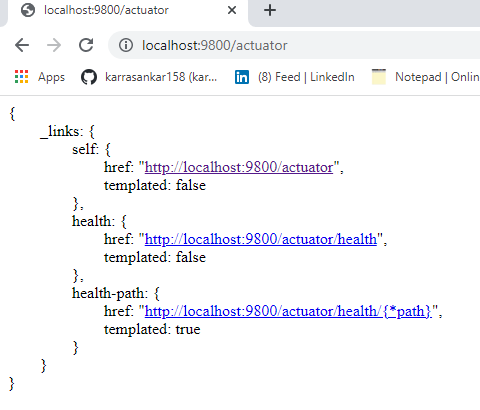 localhost:9800/actuator
localhost:9800/actuator
Apps karrasankar158 (kar... (8) Feed | LinkedIn Notepad | Online
{
_links: {
self: {
href: "http://localhost:9800/actuator",
templated: false
},
health: {
href: "http://localhost:9800/actuator/health",
templated: false
},
health-path: {
href: "http://localhost:9800/actuator/health/{*path}",
templated: true
}
}
}